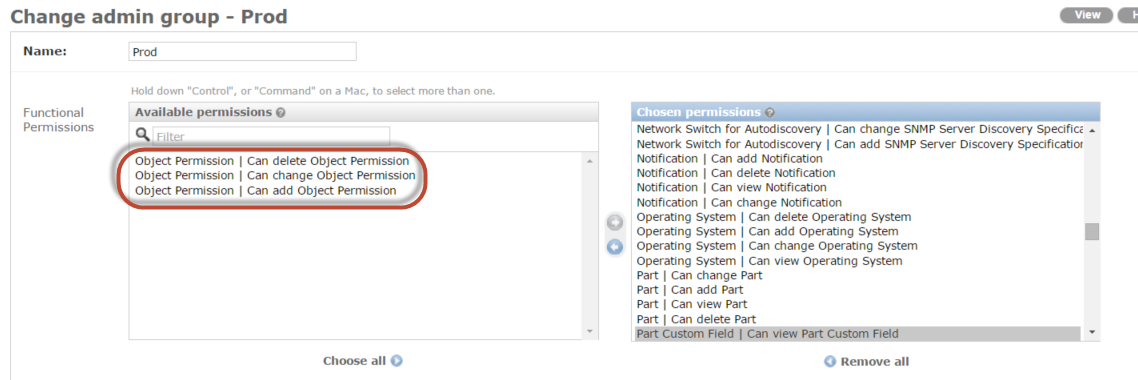 Change admin group - Prod
View
H
Name:
Prod
Hold down "Control", or "Command" on a Mac, to select more than one.
Functional
Permissions
Available permissions
Filter
Object Permission | Can delete Object Permission
Object Permission | Can change Object Permission
Object Permission | Can add Object Permission
Choose all
Chosen permissions
Network Switch for Autodiscovery | Can change SNMP Server Discovery Specifica
Network Switch for Autodiscovery | Can add SNMP Server Discovery Specification
Notification | Can add Notification
Notification | Can delete Notification
Notification | Can view Notification
Notification | Can change Notification
Operating System | Can delete Operating System
Operating System | Can add Operating System
Operating System | Can change Operating System
Operating System | Can view Operating System
Part | Can change Part
Part | Can add Part
Part | Can view Part
Part | Can delete Part
Part Custom Field | Can view Part Custom Field
Remove all